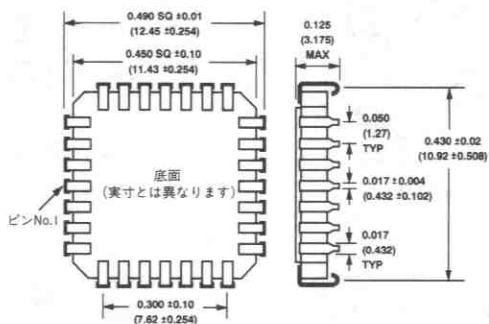 0.490 SQ ±0.01
(12.45 ±0.254)
0.450 SQ ±0.10
(11.43 ±0.254)
底面
(実寸とは異なります)
ピンNo.1
0.300 ±0.10
(7.62 ±0.254)
0.125
(3.175)
MAX
0.050
(1.27)
TYP
0.430 ±0.02
(10.92 ±0.508)
0.017 ±0.004
(0.432 ±0.102)
0.017
(0.432)
TYP